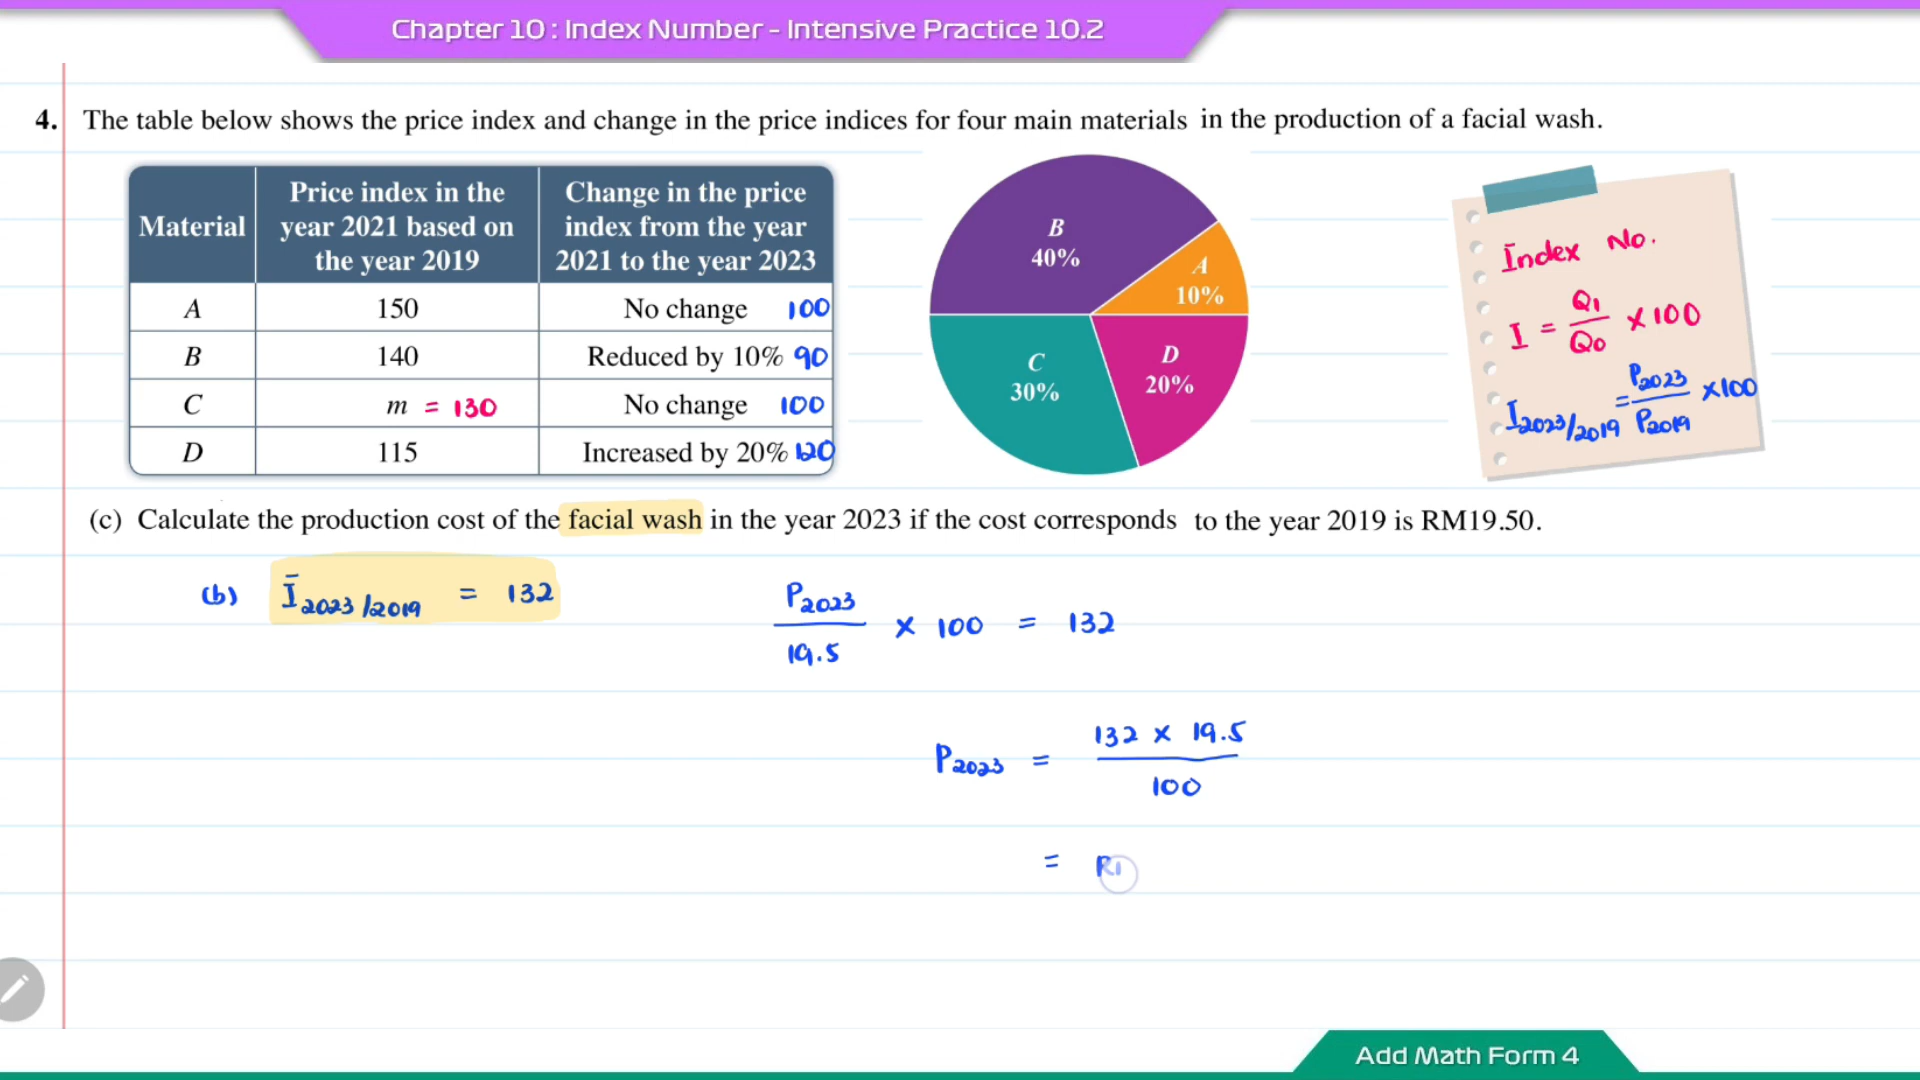 Chapter 10 : Index Number - Intensive Practice 10.2
4. The table below shows the price index and change in the price indices for four main materials in the production of a facial wash.
Material | Price index in the year 2021 based on the year 2019 | Change in the price index from the year 2021 to the year 2023
A 150 No change 100
B 140 Reduced by 10% 90
C m = 130 No change 100
D 115 Increased by 20% 120
B 40%
A 10%
C 30%
D 20%
Index No.
I = Q1/Q0 × 100
I2023/2019 = P2023/P2019 ×100
(c) Calculate the production cost of the facial wash in the year 2023 if the cost corresponds to the year 2019 is RM19.50.
(b) Ī2023/2019 = 132
P2023/19.5 × 100 = 132
P2023 = 132 × 19.5/100
= R
Add Math Form 4